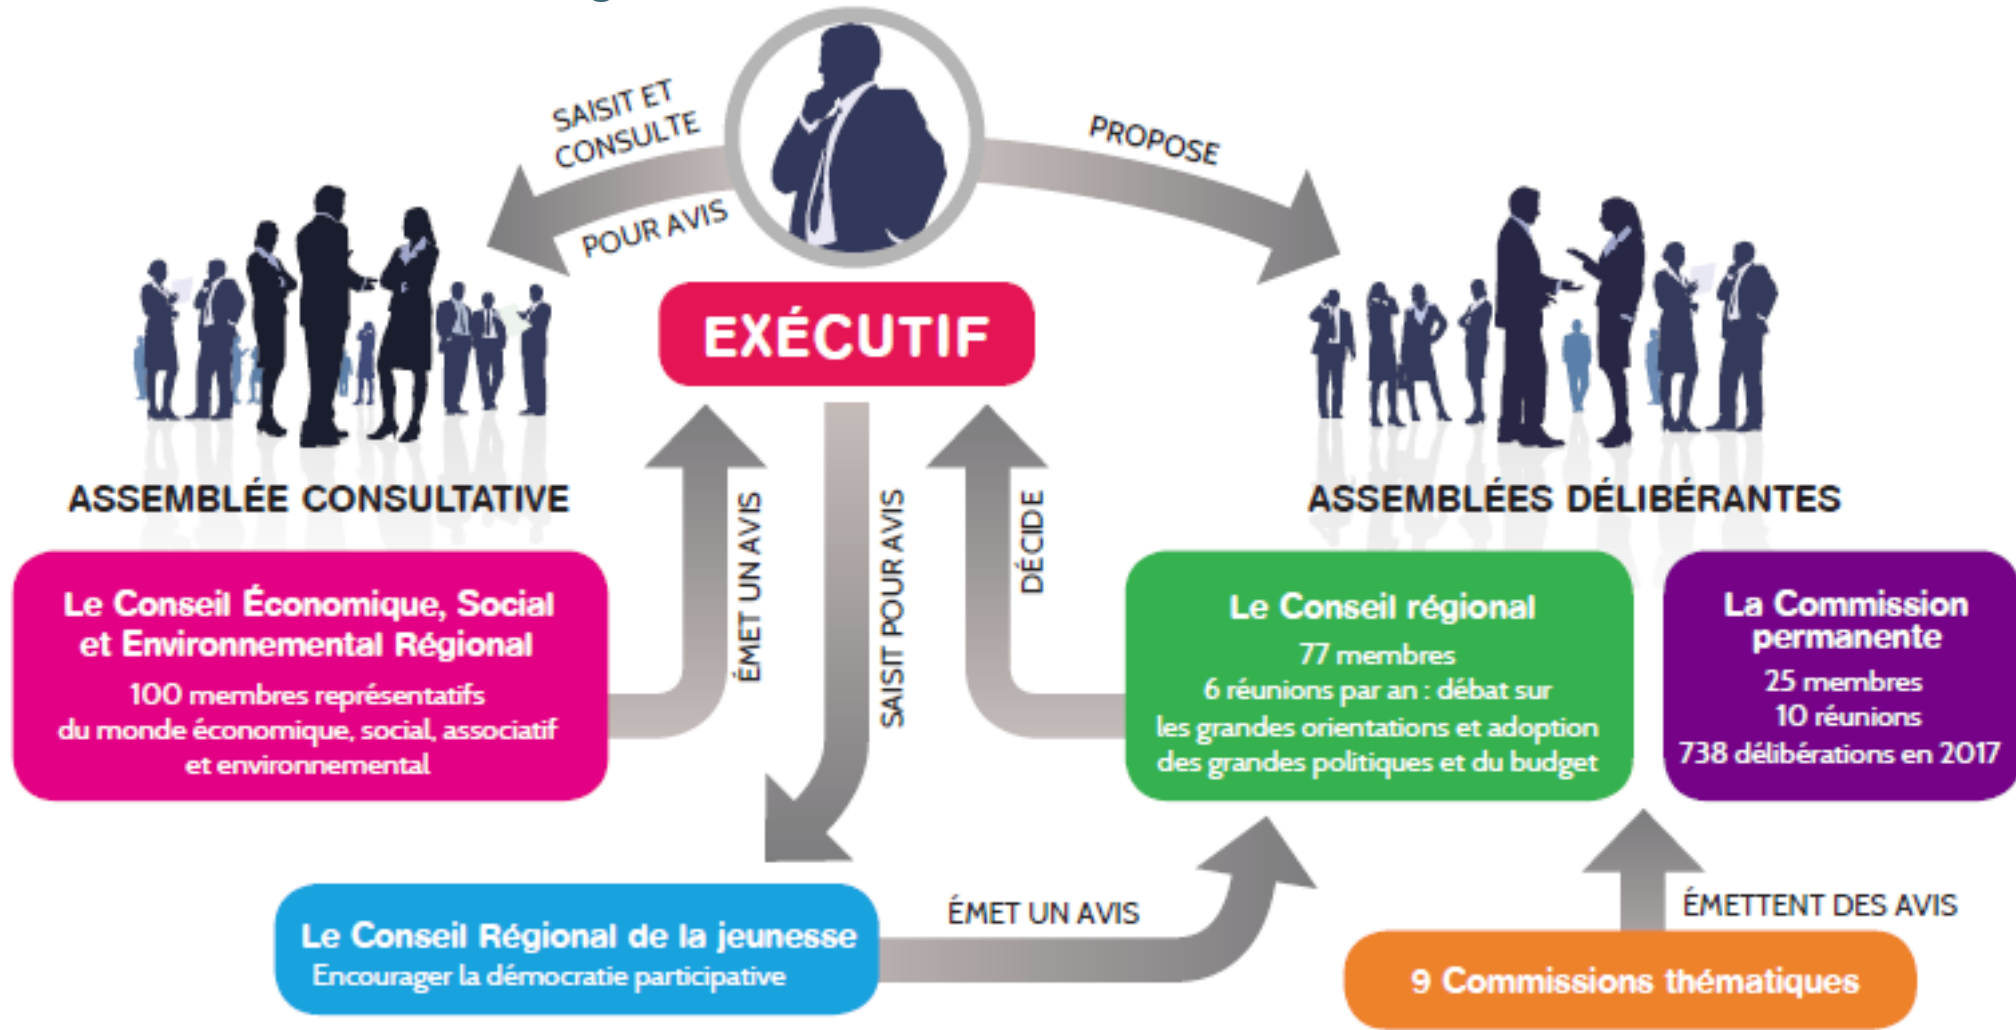 SAISIT ET
CONSULTE
POUR AVIS
PROPOSE
EXÉCUTIF
ASSEMBLÉE CONSULTATIVE
ASSEMBLÉES DÉLIBÉRANTES
ÉMET UN AVIS
SAISIT POUR AVIS
DÉCIDE
Le Conseil Économique, Social
et Environnemental Régional
100 membres représentatifs
du monde économique, social, associatif
et environnemental
Le Conseil régional
77 membres
6 réunions par an : débat sur
les grandes orientations et adoption
des grandes politiques et du budget
La Commission
permanente
25 membres
10 réunions
738 délibérations en 2017
Le Conseil Régional de la jeunesse
Encourager la démocratie participative
ÉMET UN AVIS
ÉMETTENT DES AVIS
9 Commissions thématiques